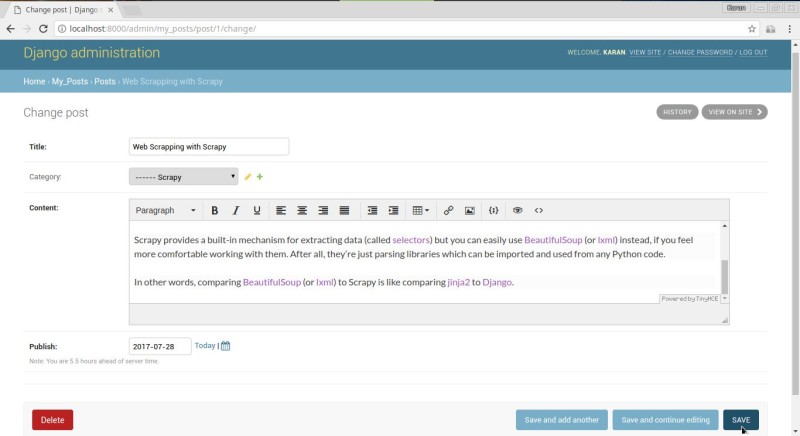 Change post | Django s
Karan
localhost:8000/admin/my_posts/post/1/change/
Django administration
WELCOME, KARAN. VIEW SITE / CHANGE PASSWORD / LOG OUT
Home › My_Posts › Posts › Web Scrapping with Scrapy
Change post
HISTORY
VIEW ON SITE
Title:
Web Scrapping with Scrapy
Category:
------ Scrapy
Content:
Paragraph
B I U
Scrapy provides a built-in mechanism for extracting data (called selectors) but you can easily use BeautifulSoup (or lxml) instead, if you feel
more comfortable working with them. After all, they're just parsing libraries which can be imported and used from any Python code.
In other words, comparing BeautifulSoup (or lxml) to Scrapy is like comparing jinja2 to Django.
Powered by TinyMCE
Publish:
2017-07-28
Today |
Note: You are 5.5 hours ahead of server time.
Delete
Save and add another
Save and continue editing
SAVE